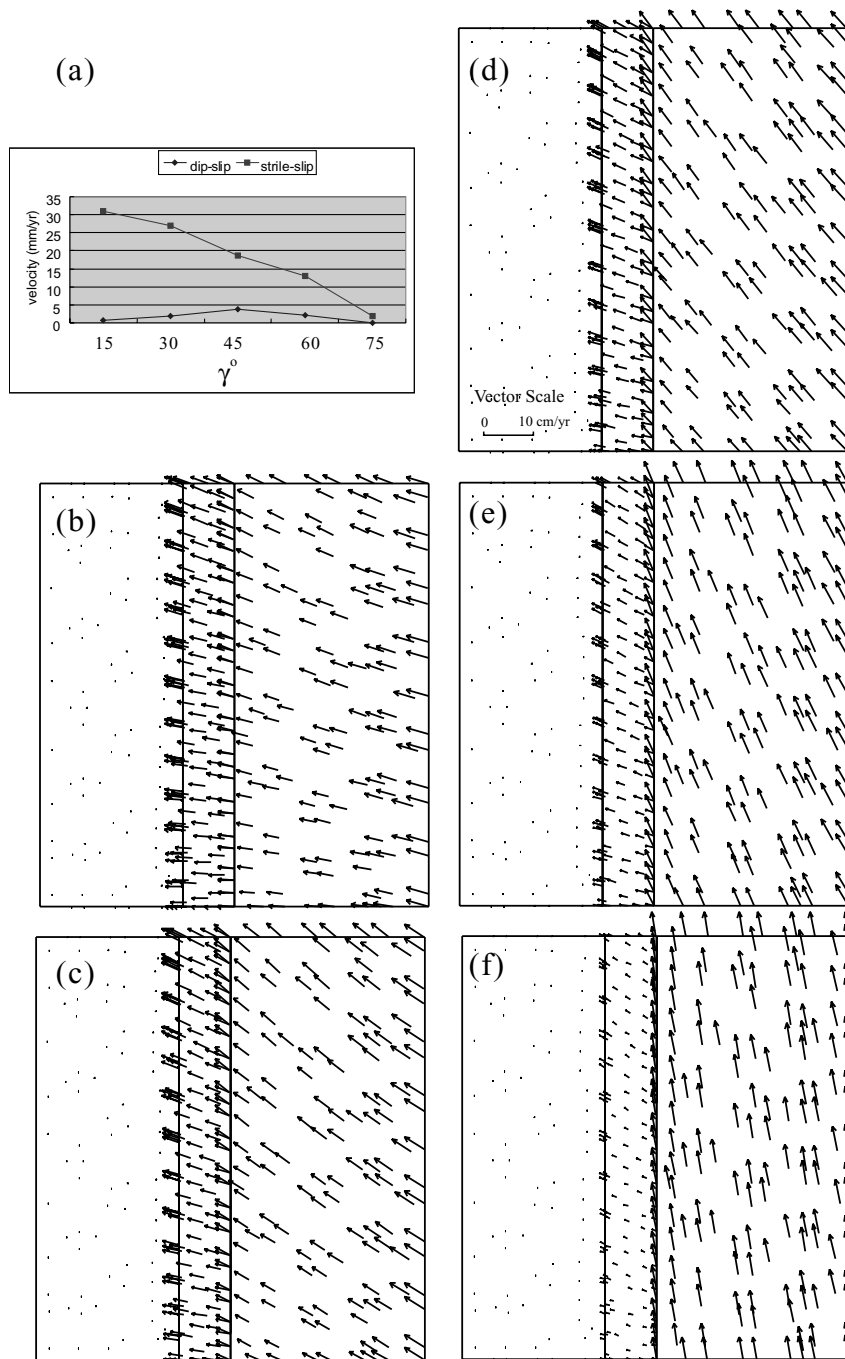 (a)
dip-slip strile-slip
velocity (mm/yr)
35
30
25
20
15
10
5
0
15 30 45 60 75
γ°
(d)
Vector Scale
0 10 cm/yr
(b)
(e)
(c)
(f)